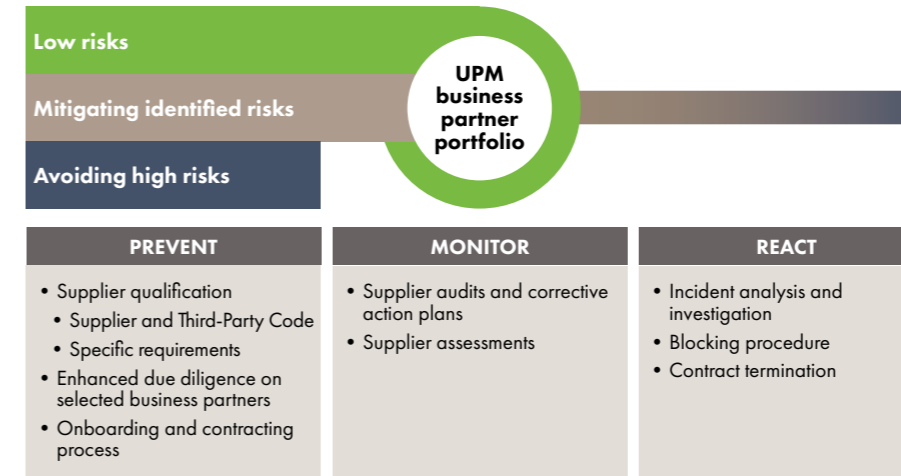 Low risks
Mitigating identified risks
Avoiding high risks
UPM
business
partner
portfolio
PREVENT
• Supplier qualification
• Supplier and Third-Party Code
• Specific requirements
• Enhanced due diligence on
selected business partners
• Onboarding and contracting
process
MONITOR
• Supplier audits and corrective
action plans
• Supplier assessments
REACT
• Incident analysis and
investigation
• Blocking procedure
• Contract termination